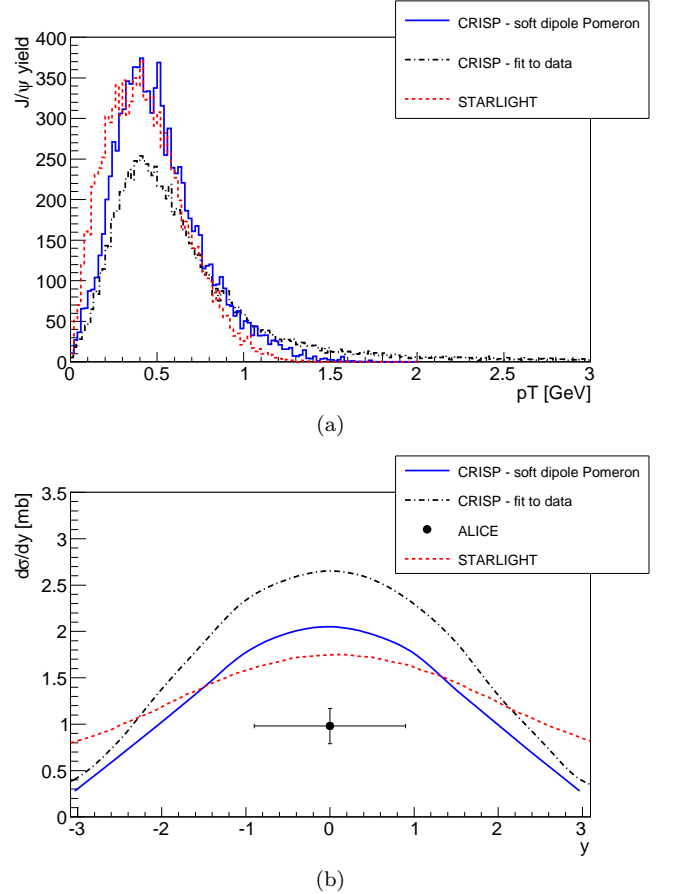 CRISP - soft dipole Pomeron
CRISP - fit to data
STARLIGHT
J/ψ yield
400
350
300
250
200
150
100
50
0
0 0.5 1 1.5 2 2.5 3
pT [GeV]
(a)
CRISP - soft dipole Pomeron
CRISP - fit to data
ALICE
STARLIGHT
dσ/dy [mb]
3.5
3
2.5
2
1.5
1
0.5
0
-3 -2 -1 0 1 2 3
y
(b)